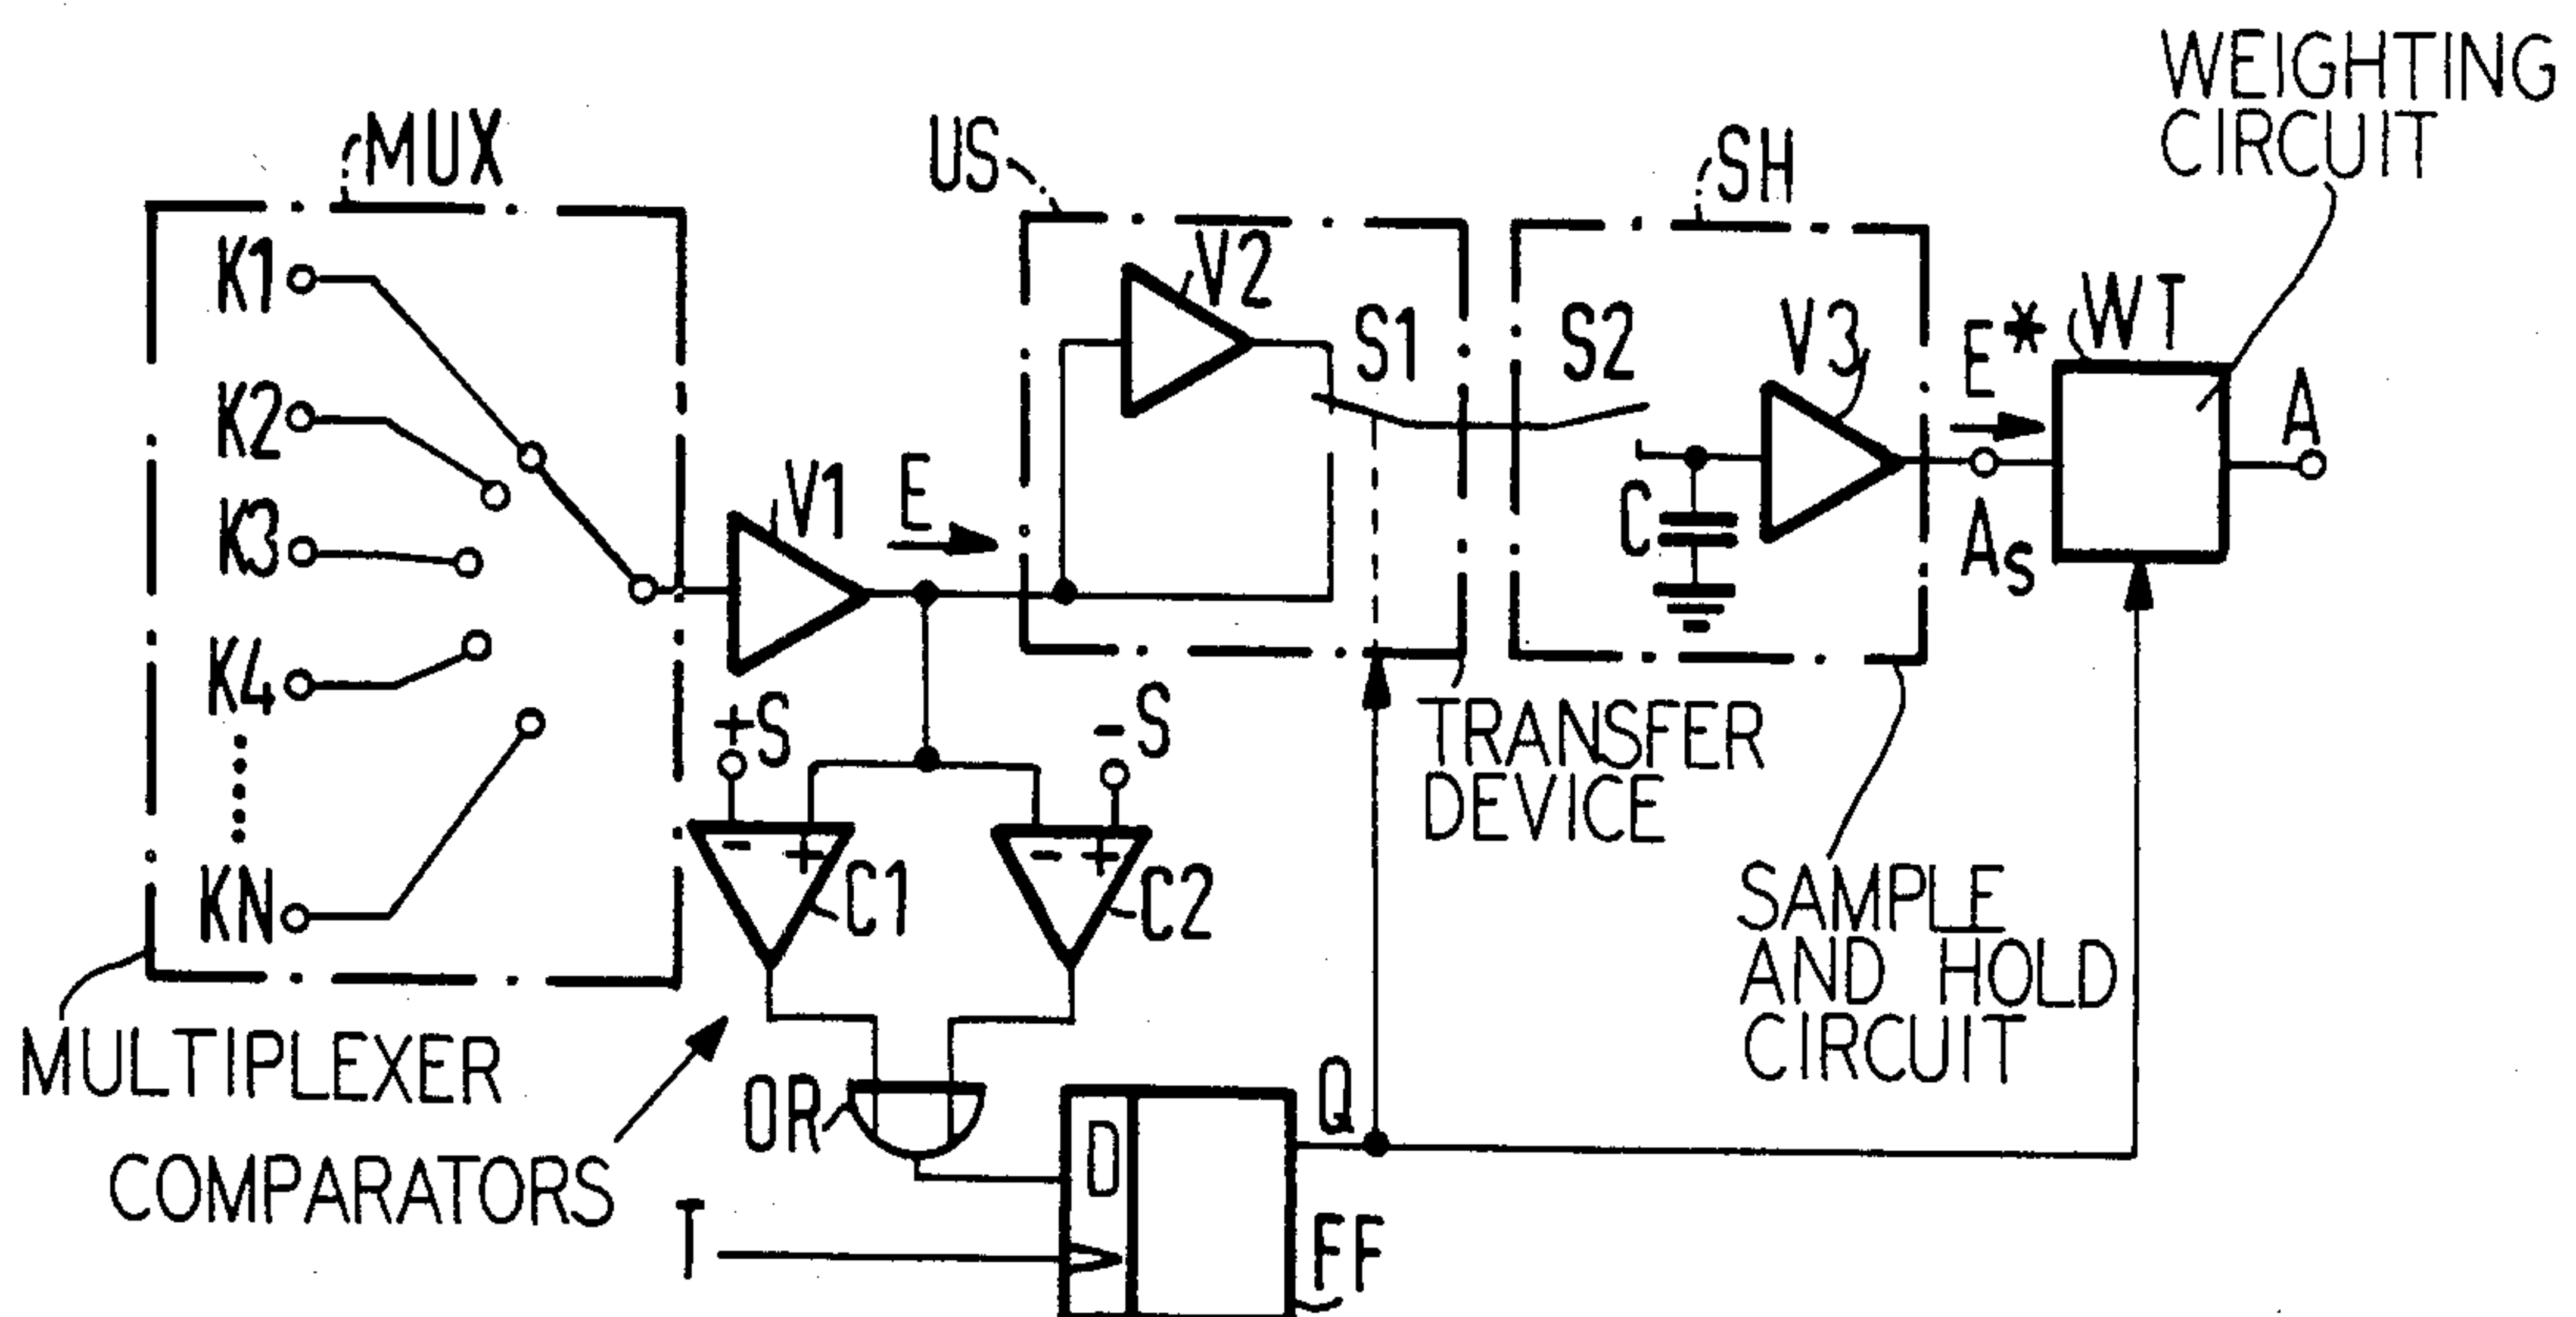 WEIGHTING
CIRCUIT
MUX
US
SH
K1
V2
S1
S2
V3
E*
WT
K2
A
V1
E
K3
C
As
K4
+S
-S
TRANSFER
DEVICE
- +
- +
C1
C2
KN
SAMPLE
AND HOLD
CIRCUIT
MULTIPLEXER
OR
D
Q
COMPARATORS
T
FF